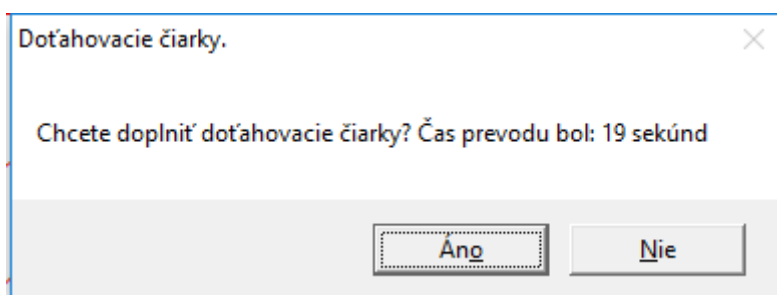 Doťahovacie čiarky.
Chcete doplniť doťahovacie čiarky? Čas prevodu bol: 19 sekúnd
Áno Nie